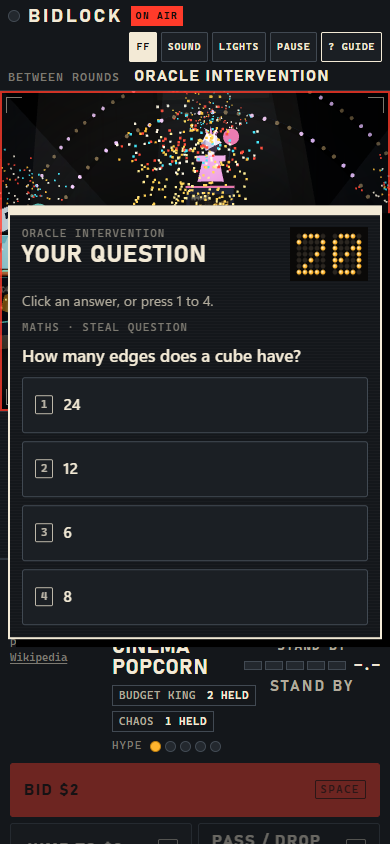 BIDLOCK ON AIR
FF SOUND LIGHTS PAUSE ? GUIDE
BETWEEN ROUNDS ORACLE INTERVENTION
ORACLE INTERVENTION
YOUR QUESTION
20
Click an answer, or press 1 to 4.
MATHS · STEAL QUESTION
How many edges does a cube have?
1 24
2 12
3 6
4 8
Wikipedia
CINEMA
POPCORN
STAND BY
-.-
STAND BY
BUDGET KING 2 HELD
CHAOS 1 HELD
HYPE
BID $2 SPACE
PASS / DROP